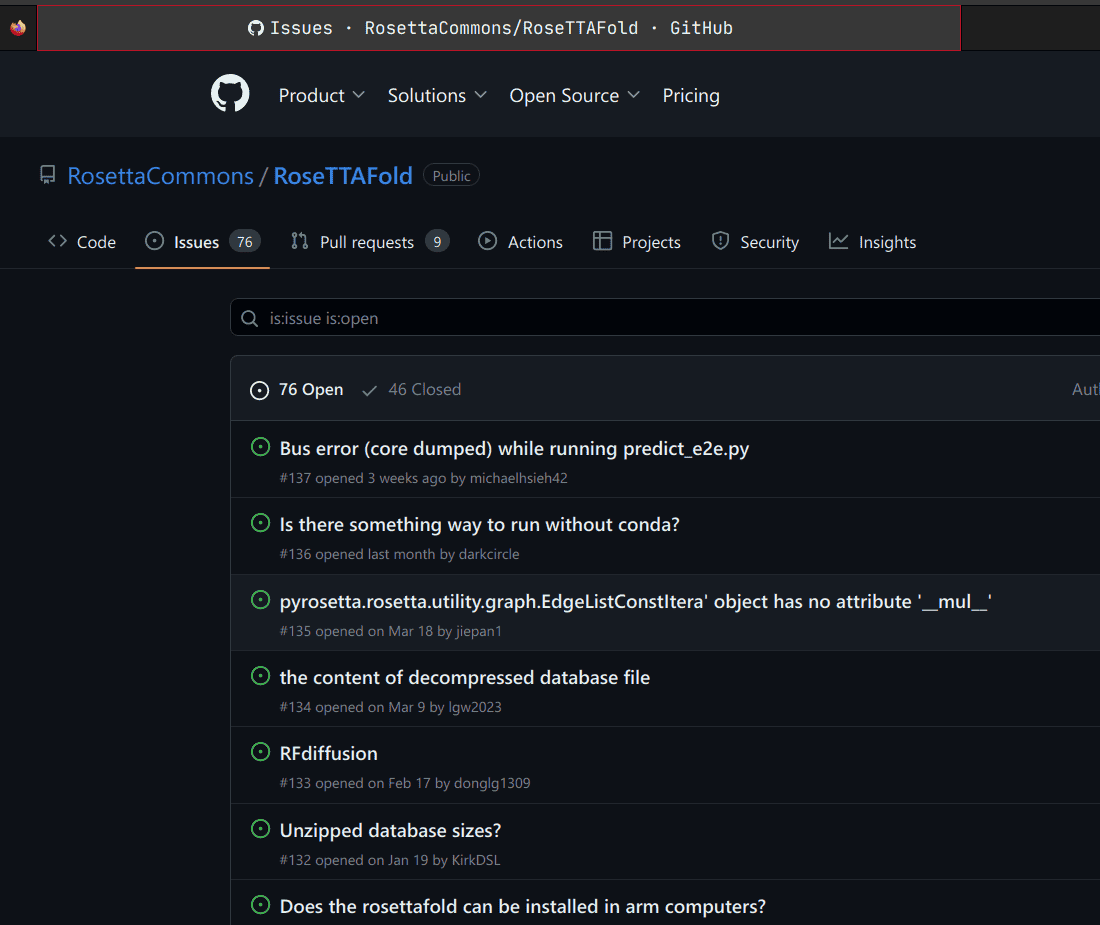 Issues · RosettaCommons/RoseTTAFold · GitHub
Product Solutions Open Source Pricing
RosettaCommons / RoseTTAFold Public
Code Issues 76 Pull requests 9 Actions Projects Security Insights
is:issue is:open
76 Open 46 Closed
Bus error (core dumped) while running predict_e2e.py
#137 opened 3 weeks ago by michaelhsieh42
Is there something way to run without conda?
#136 opened last month by darkcircle
pyrosetta.rosetta.utility.graph.EdgeListConstItera' object has no attribute '__mul__'
#135 opened on Mar 18 by jiepan1
the content of decompressed database file
#134 opened on Mar 9 by lgw2023
RFdiffusion
#133 opened on Feb 17 by donglg1309
Unzipped database sizes?
#132 opened on Jan 19 by KirkDSL
Does the rosettafold can be installed in arm computers?